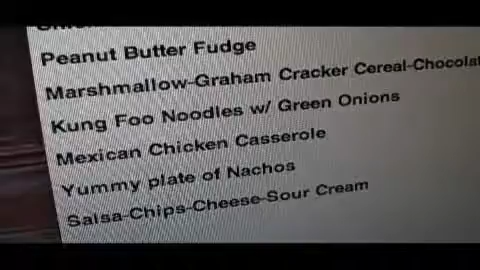 Peanut Butter Fudge
Marshmallow-Graham Cracker Cereal-Chocolat
Kung Foo Noodles w/ Green Onions
Mexican Chicken Casserole
Yummy plate of Nachos
Salsa-Chips-Cheese-Sour Cream